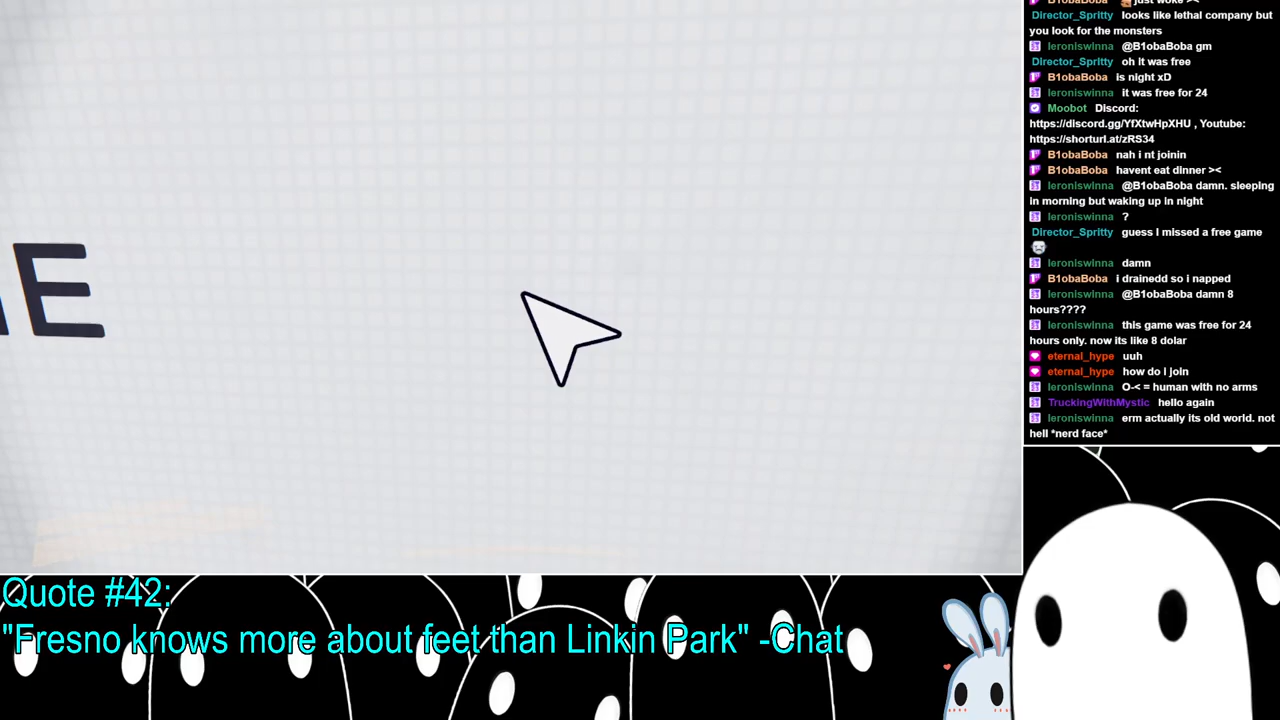 B1obaBoba just woke ><
Director_Spritty looks like lethal company but
you look for the monsters
leroniswinna @B1obaBoba gm
Director_Spritty oh it was free
B1obaBoba is night xD
leroniswinna it was free for 24
Moobot Discord:
https://discord.gg/YfXtwHpXHU , Youtube:
https://shorturl.at/zRS34
B1obaBoba nah i nt joinin
B1obaBoba havent eat dinner ><
leroniswinna @B1obaBoba damn. sleeping
in morning but waking up in night
leroniswinna ?
Director_Spritty guess I missed a free game
leroniswinna damn
B1obaBoba i drainedd so i napped
leroniswinna @B1obaBoba damn 8
hours????
leroniswinna this game was free for 24
hours only. now its like 8 dolar
eternal_hype uuh
eternal_hype how do i join
leroniswinna O-< = human with no arms
TruckingWithMystic hello again
leroniswinna erm actually its old world. not
hell *nerd face*
E
Quote #42:
"Fresno knows more about feet than Linkin Park" -Chat